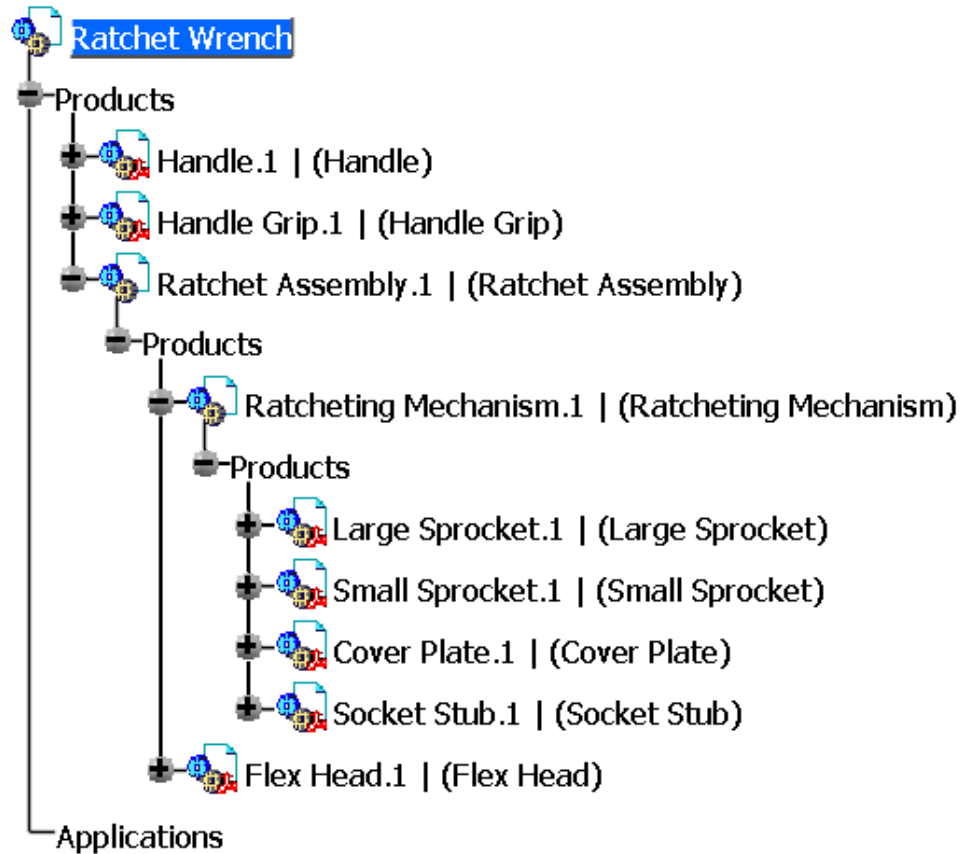 Ratchet Wrench
Products
Handle.1 | (Handle)
Handle Grip.1 | (Handle Grip)
Ratchet Assembly.1 | (Ratchet Assembly)
Products
Ratcheting Mechanism.1 | (Ratcheting Mechanism)
Products
Large Sprocket.1 | (Large Sprocket)
Small Sprocket.1 | (Small Sprocket)
Cover Plate.1 | (Cover Plate)
Socket Stub.1 | (Socket Stub)
Flex Head.1 | (Flex Head)
Applications